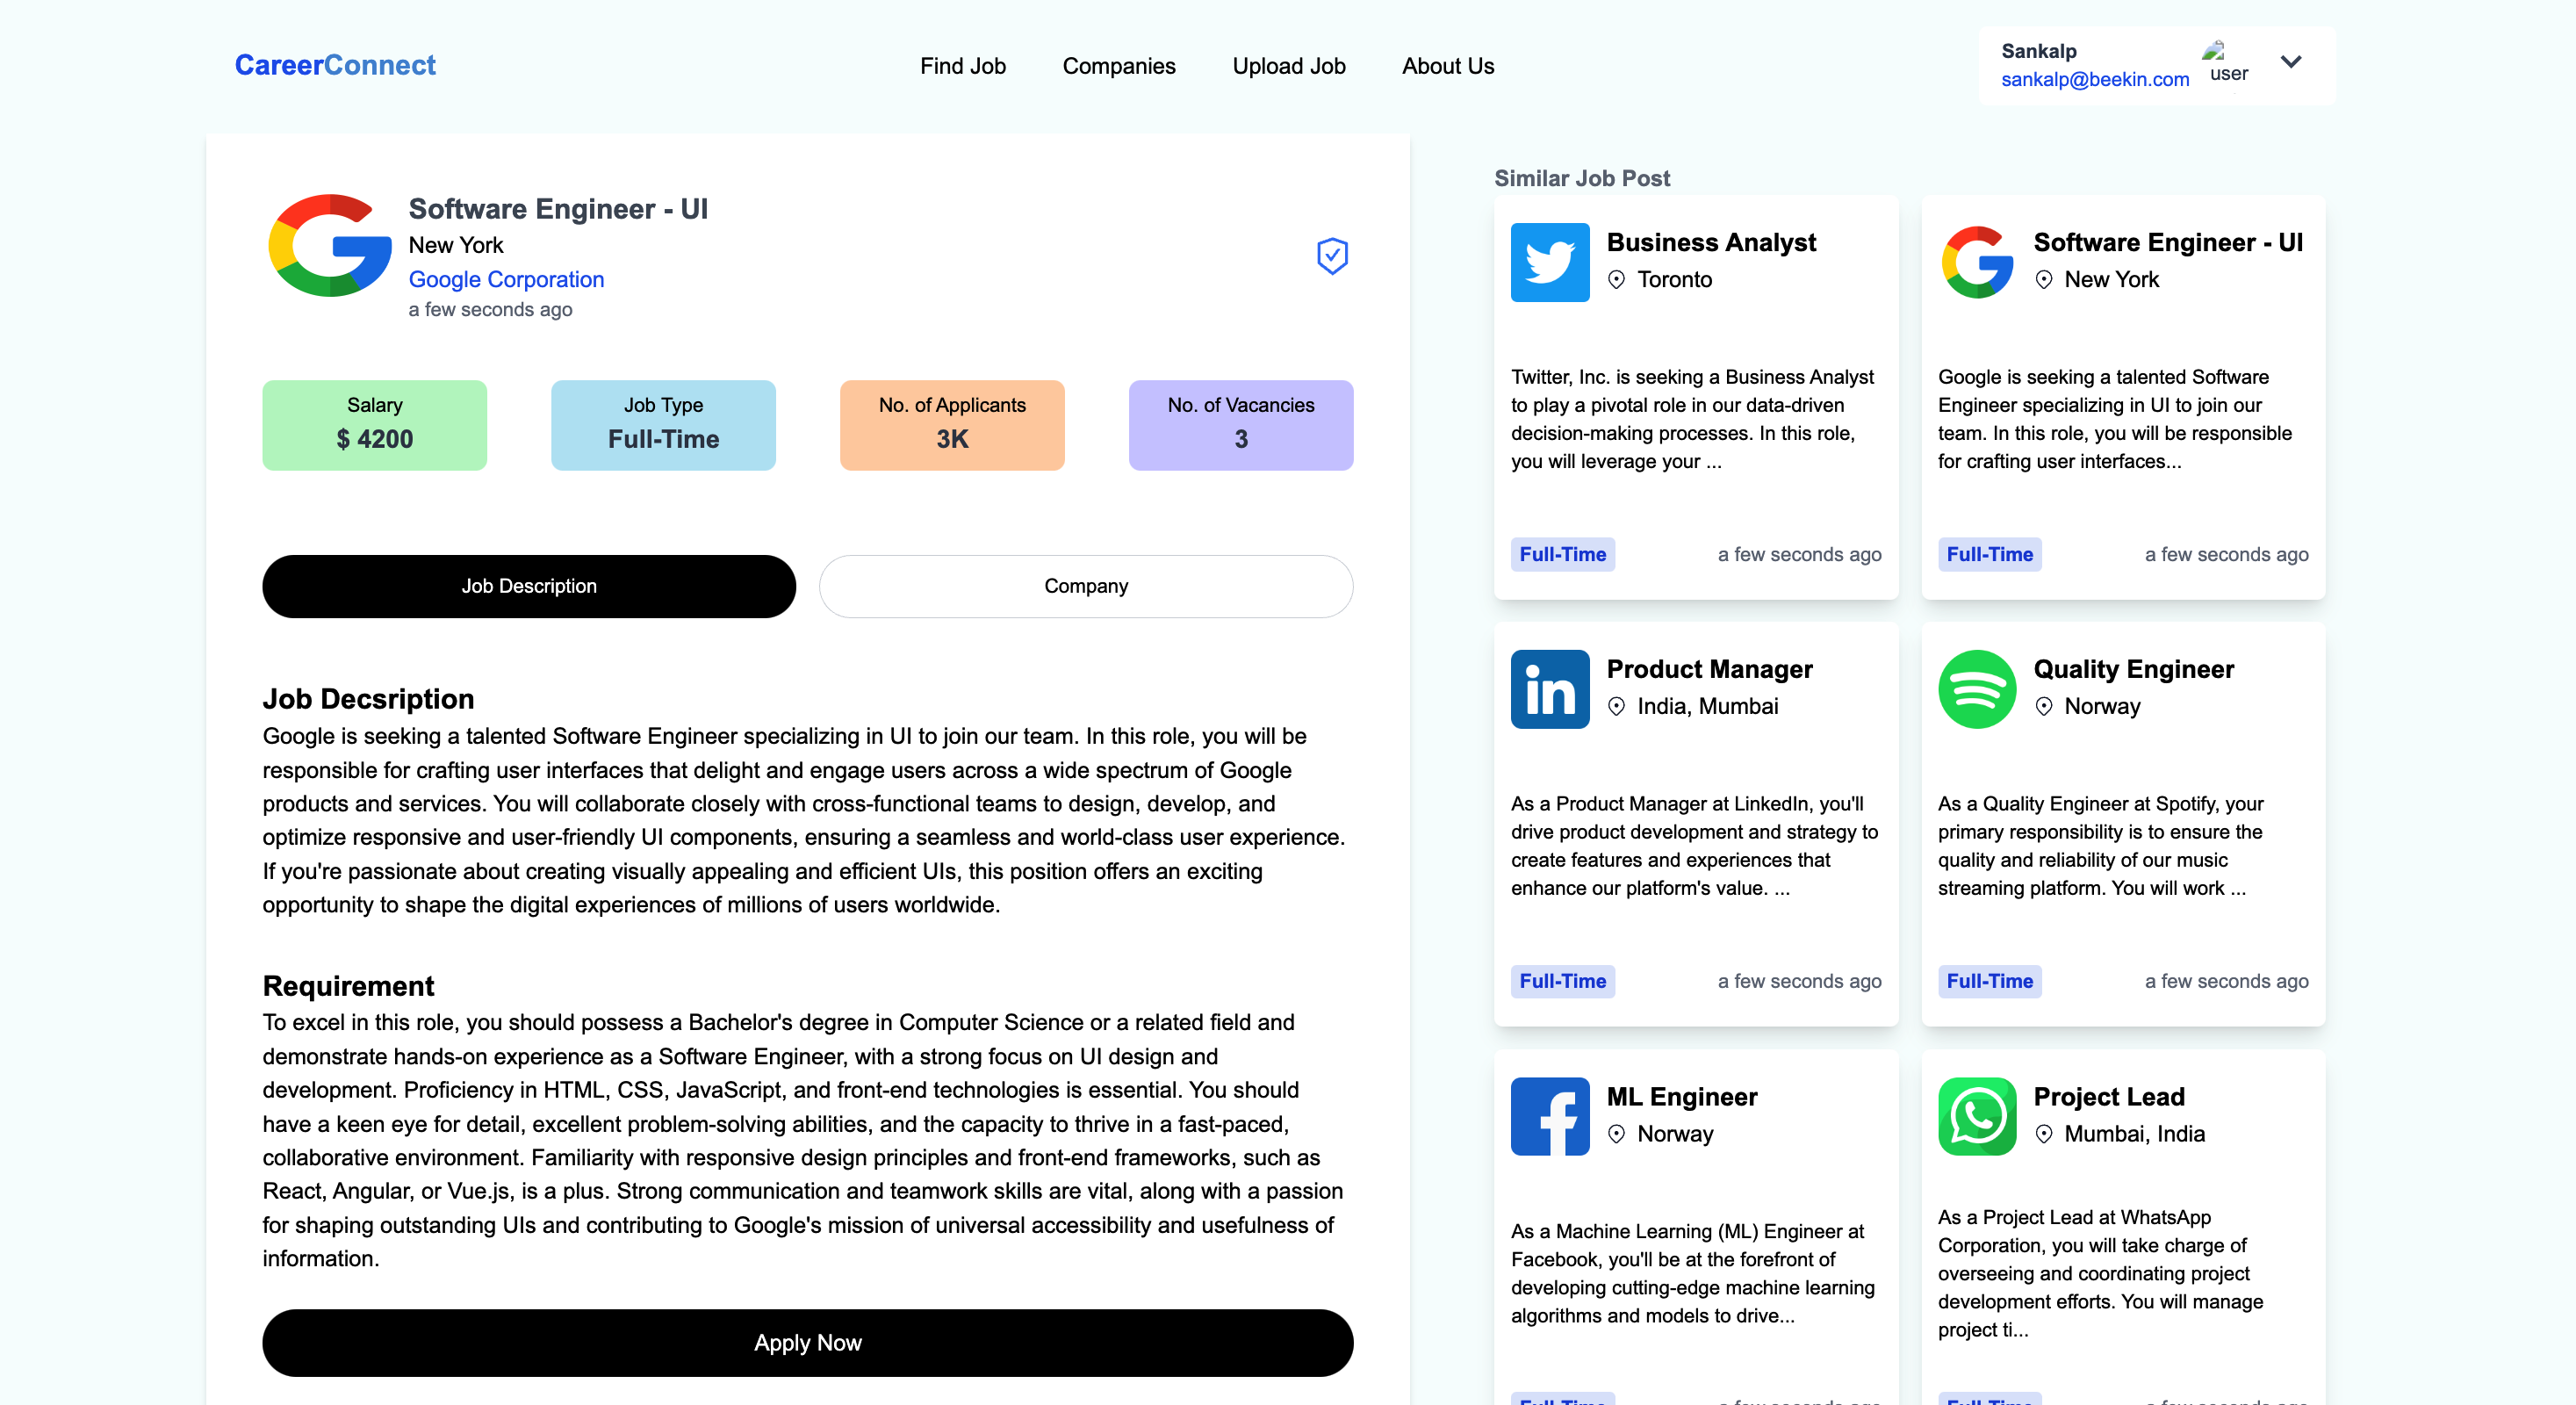 CareerConnect
Find Job
Companies
Upload Job
About Us
Sankalp
sankalp@beekin.com
user
Software Engineer - UI
New York
Google Corporation
a few seconds ago
Salary
$ 4200
Job Type
Full-Time
No. of Applicants
3K
No. of Vacancies
3
Job Description
Company
Job Decsription
Google is seeking a talented Software Engineer specializing in UI to join our team. In this role, you will be
responsible for crafting user interfaces that delight and engage users across a wide spectrum of Google
products and services. You will collaborate closely with cross-functional teams to design, develop, and
optimize responsive and user-friendly UI components, ensuring a seamless and world-class user experience.
If you're passionate about creating visually appealing and efficient UIs, this position offers an exciting
opportunity to shape the digital experiences of millions of users worldwide.
Requirement
To excel in this role, you should possess a Bachelor's degree in Computer Science or a related field and
demonstrate hands-on experience as a Software Engineer, with a strong focus on UI design and
development. Proficiency in HTML, CSS, JavaScript, and front-end technologies is essential. You should
have a keen eye for detail, excellent problem-solving abilities, and the capacity to thrive in a fast-paced,
collaborative environment. Familiarity with responsive design principles and front-end frameworks, such as
React, Angular, or Vue.js, is a plus. Strong communication and teamwork skills are vital, along with a passion
for shaping outstanding UIs and contributing to Google's mission of universal accessibility and usefulness of
information.
Apply Now
Similar Job Post
Business Analyst
Toronto
Twitter, Inc. is seeking a Business Analyst
to play a pivotal role in our data-driven
decision-making processes. In this role,
you will leverage your ...
Full-Time
a few seconds ago
Software Engineer - UI
New York
Google is seeking a talented Software
Engineer specializing in UI to join our
team. In this role, you will be responsible
for crafting user interfaces...
Full-Time
a few seconds ago
in
Product Manager
India, Mumbai
As a Product Manager at LinkedIn, you'll
drive product development and strategy to
create features and experiences that
enhance our platform's value. ...
Full-Time
a few seconds ago
Quality Engineer
Norway
As a Quality Engineer at Spotify, your
primary responsibility is to ensure the
quality and reliability of our music
streaming platform. You will work ...
Full-Time
a few seconds ago
ML Engineer
Norway
As a Machine Learning (ML) Engineer at
Facebook, you'll be at the forefront of
developing cutting-edge machine learning
algorithms and models to drive...
Full-Time
a few seconds ago
Project Lead
Mumbai, India
As a Project Lead at WhatsApp
Corporation, you will take charge of
overseeing and coordinating project
development efforts. You will manage
project ti...
Full-Time
a few seconds ago